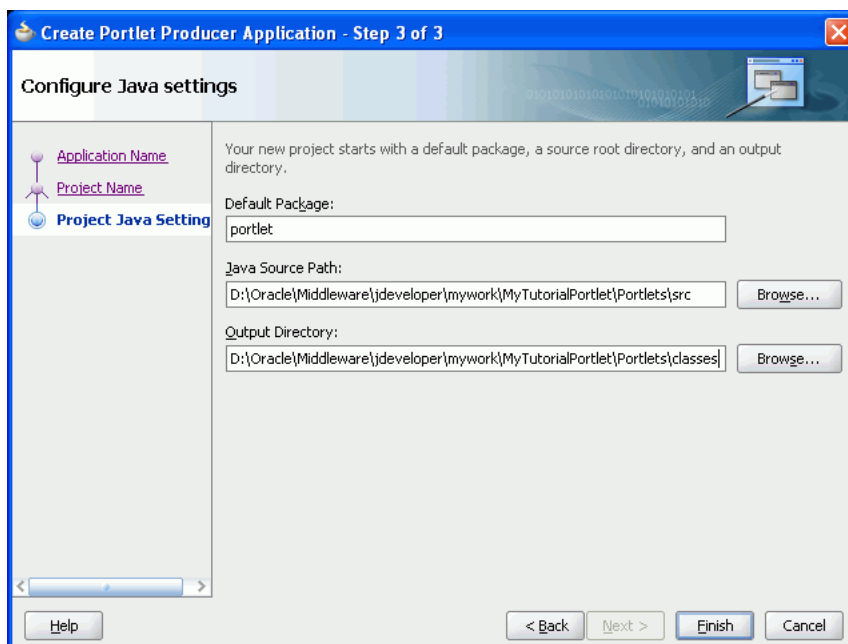 Create Portlet Producer Application - Step 3 of 3
Configure Java settings
Application Name
Project Name
Project Java Setting
Your new project starts with a default package, a source root directory, and an output
directory.
Default Package:
portlet
Java Source Path:
D:\Oracle\Middleware\jdeveloper\mywork\MyTutorialPortlet\Portlets\src
Browse...
Output Directory:
D:\Oracle\Middleware\jdeveloper\mywork\MyTutorialPortlet\Portlets\classes
Browse...
Help
< Back
Next >
Finish
Cancel